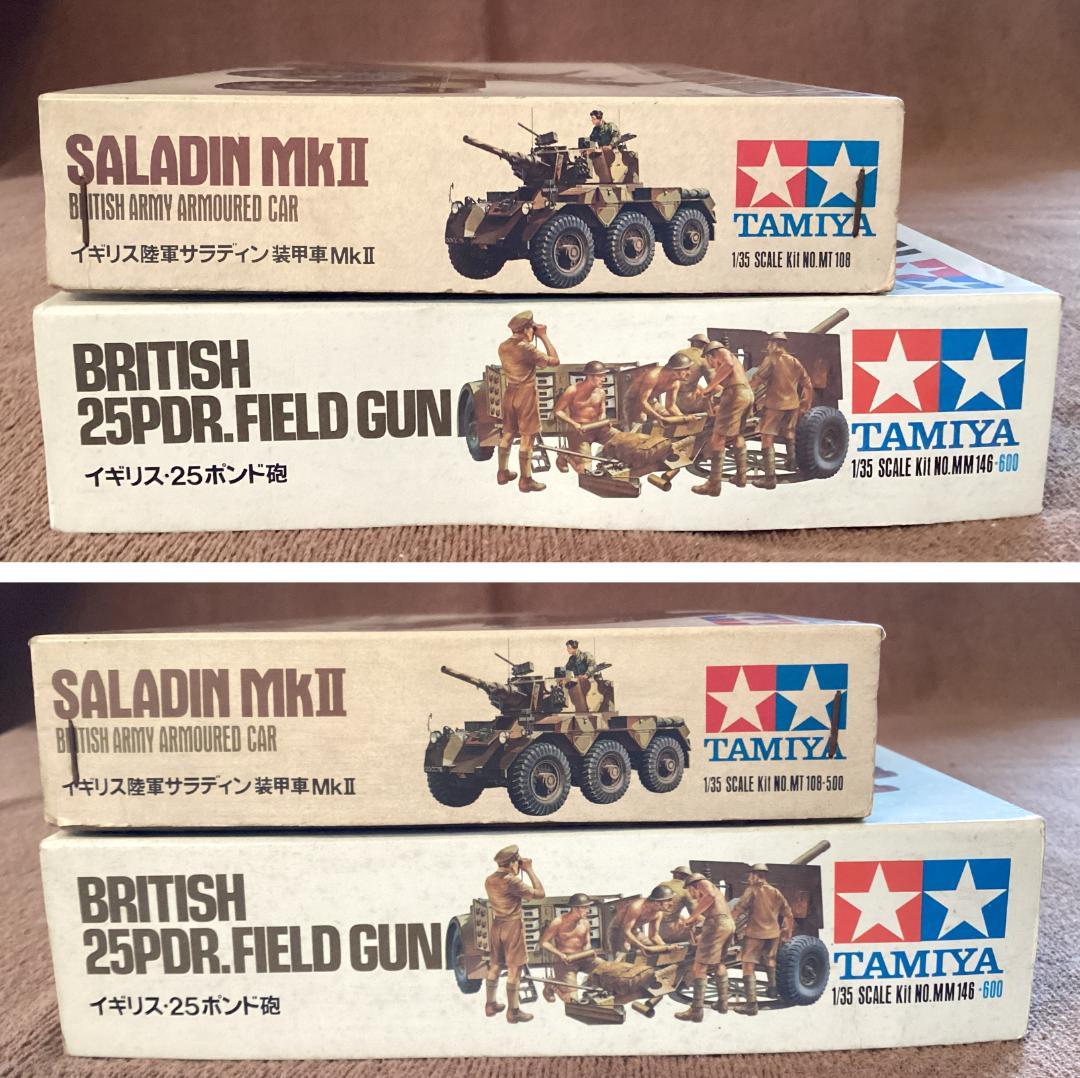 SALADIN MkII
BRITISH ARMY ARMOURED CAR
イギリス陸軍サラディン装甲車MkII
TAMIYA
1/35 SCALE Kit NO.MT108
BRITISH
25PDR.FIELD GUN
イギリス・25ポンド砲
TAMIYA
1/35 SCALE Kit NO.MM146-600
SALADIN MkII
BRITISH ARMY ARMOURED CAR
イギリス陸軍サラディン装甲車MkII
TAMIYA
1/35 SCALE Kit NO.MT108-500
BRITISH
25PDR.FIELD GUN
イギリス・25ポンド砲
TAMIYA
1/35 SCALE Kit NO.MM146-600